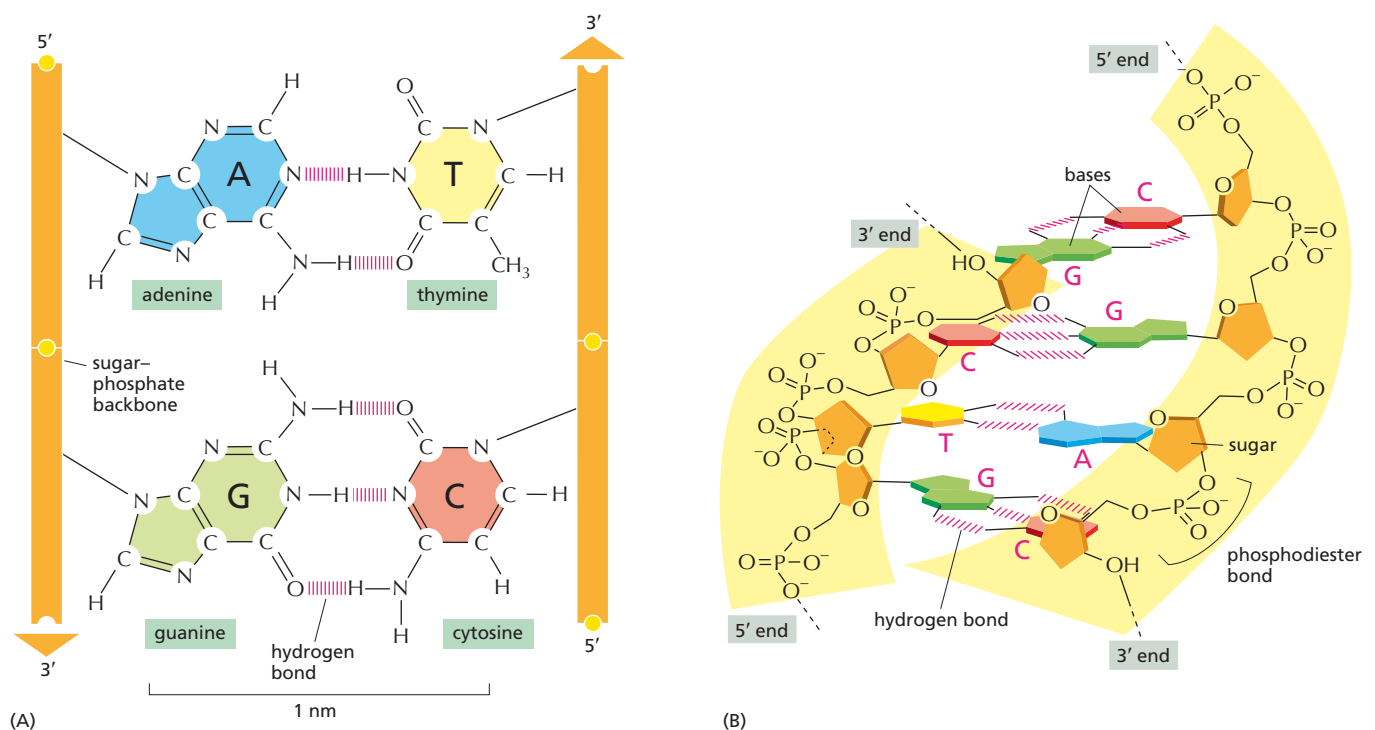 5′
3′
H
O
N
C
C
N
A
T
N
C
N
H
N
C
H
N
C
C
C
C
C
N
N
H
O
CH3
H
H
adenine
thymine
sugar–
phosphate
backbone
H
N
H
O
H
N
C
C
N
G
C
N
C
N
H
N
C
H
C
C
C
C
C
N
O
H
N
H
H
H
guanine
cytosine
hydrogen
bond
3′
5′
1 nm
(A)
5′ end
⁻O
O⁻
P
O
O
bases
C
O
O
3′ end
P
O
O⁻
HO
G
O
O
O⁻
O
P
O
G
O
O
C
O
O⁻
O
P
O
O
P
O
O⁻
O
O
P
⁻O
O
T
A
O
sugar
O
O
G
O
P
O⁻
O
O
C
O
O
P
O⁻
O⁻
OH
phosphodiester
bond
hydrogen bond
5′ end
3′ end
(B)